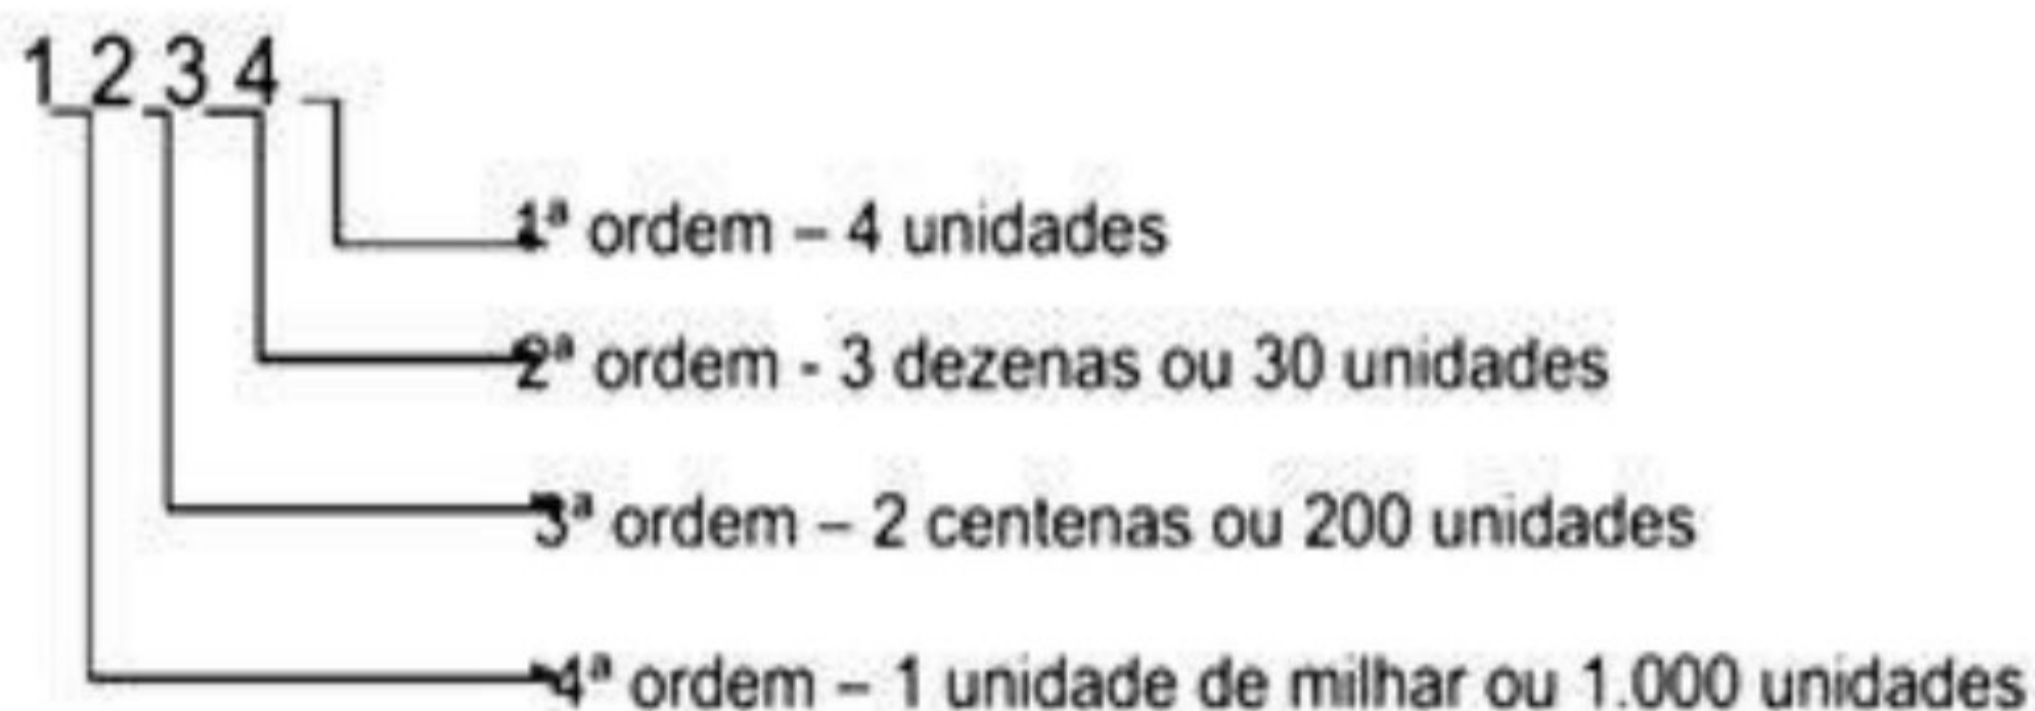 1 2 3 4
1ª ordem – 4 unidades
2ª ordem - 3 dezenas ou 30 unidades
3ª ordem – 2 centenas ou 200 unidades
4ª ordem – 1 unidade de milhar ou 1.000 unidades